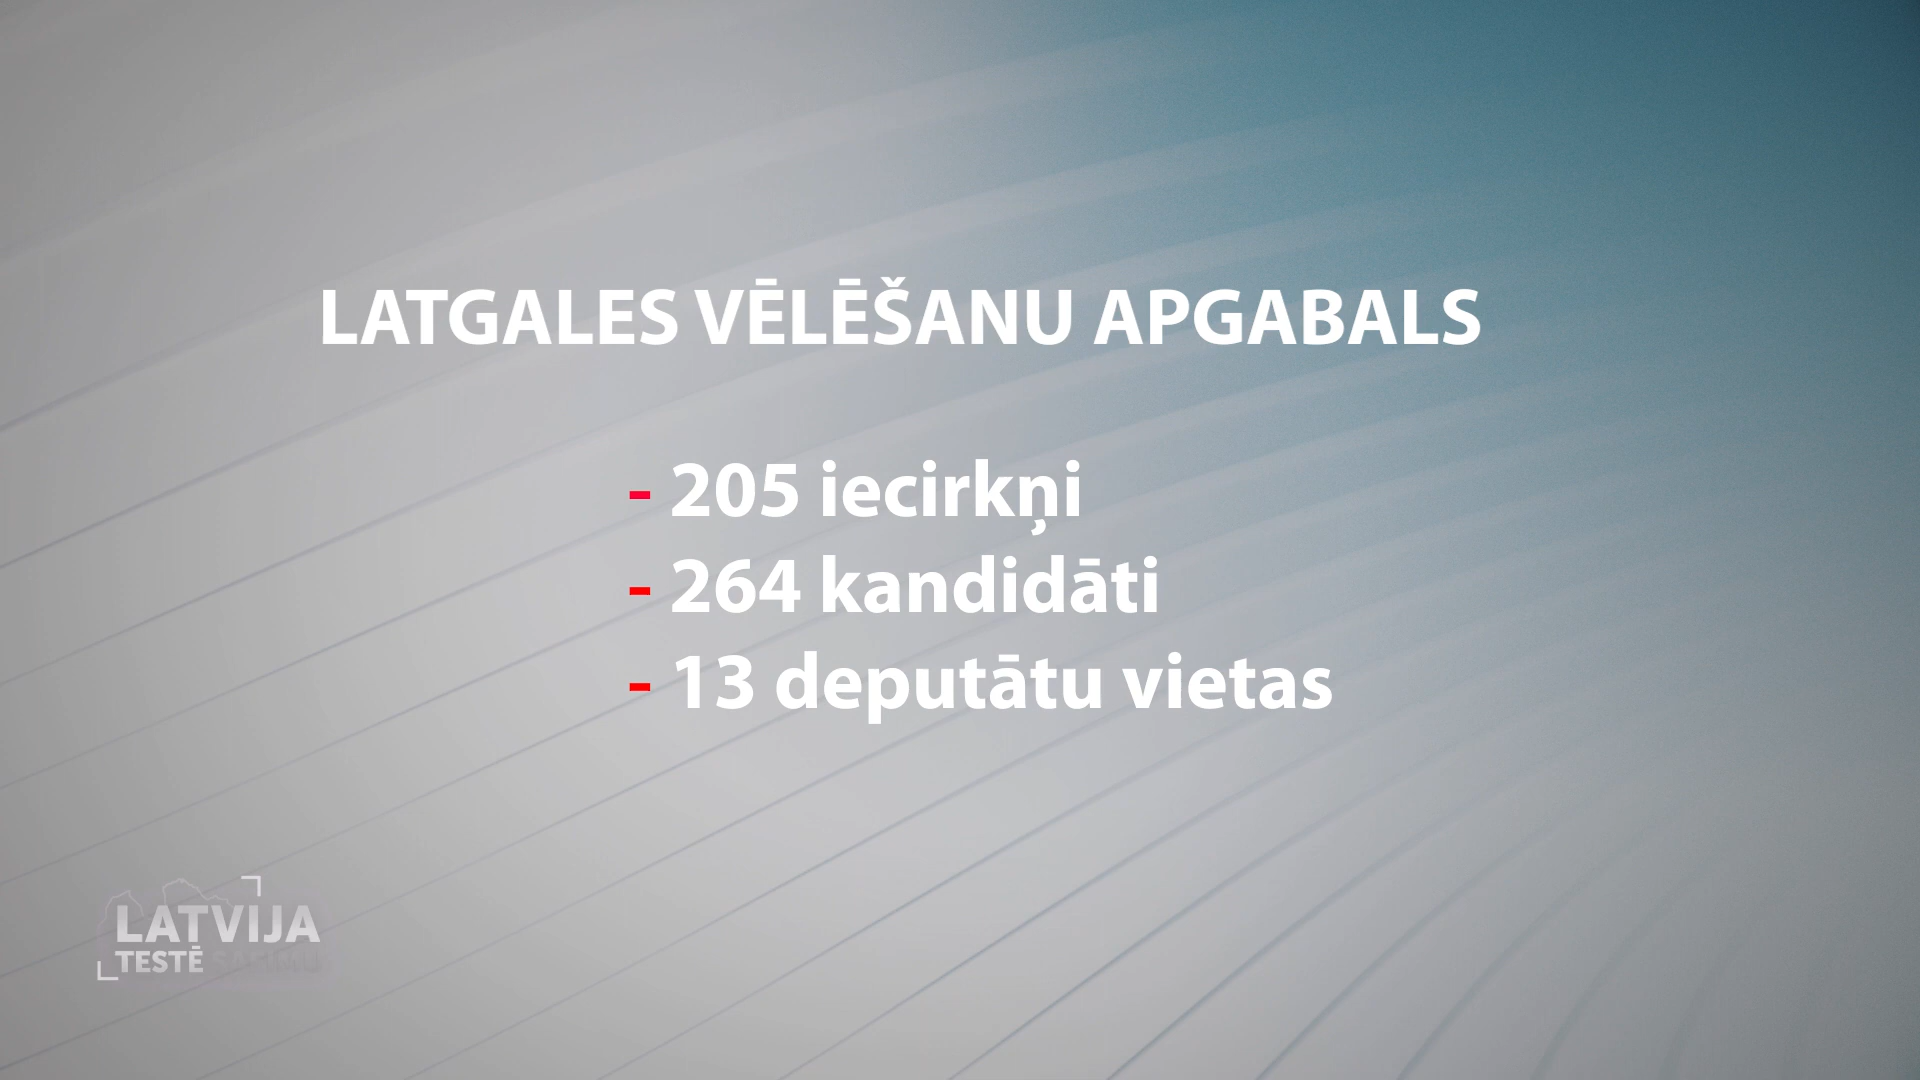 LATGALES VĒLĒŠANU APGABALS
- 205 iecirkņi
- 264 kandidāti
- 13 deputātu vietas
LATVIJA
TESTĒ